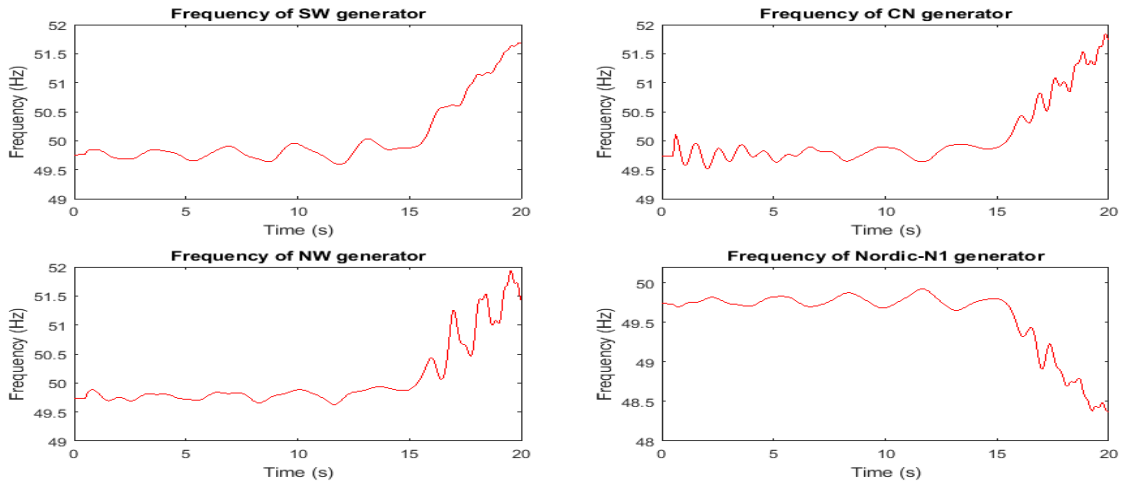 Frequency of SW generator
52
51.5
51
50.5
50
49.5
49
0 5 10 15 20
Frequency (Hz)
Time (s)
Frequency of CN generator
52
51.5
51
50.5
50
49.5
49
0 5 10 15 20
Frequency (Hz)
Time (s)
Frequency of NW generator
52
51.5
51
50.5
50
49.5
49
0 5 10 15 20
Frequency (Hz)
Time (s)
Frequency of Nordic-N1 generator
50
49.5
49
48.5
48
0 5 10 15 20
Frequency (Hz)
Time (s)